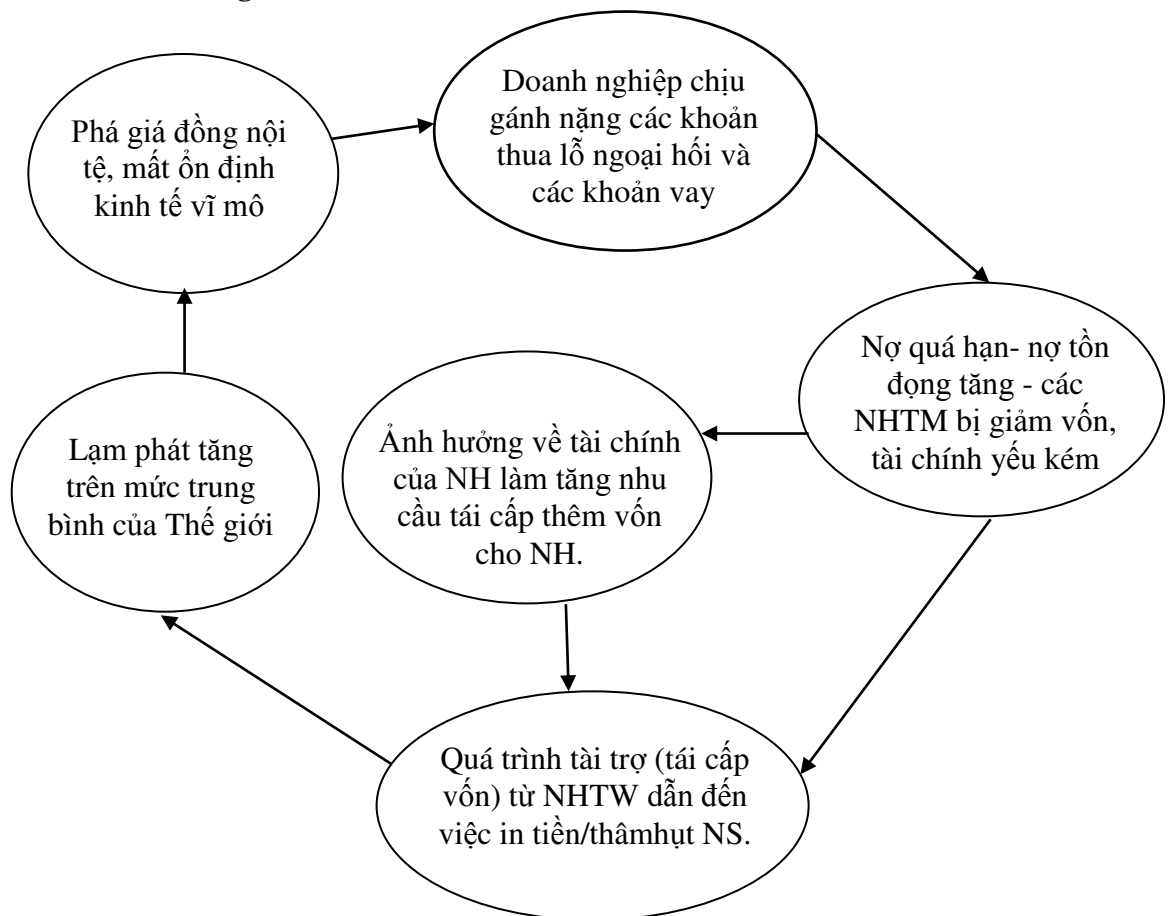 Doanh nghiệp chịu
gánh nặng các khoản
thua lỗ ngoại hối và
các khoản vay
Phá giá đồng nội
tệ, mất ổn định
kinh tế vĩ mô
Nợ quá hạn- nợ tồn
đọng tăng - các
NHTM bị giảm vốn,
tài chính yếu kém
Ảnh hưởng về tài chính
của NH làm tăng nhu
cầu tái cấp thêm vốn
cho NH.
Lạm phát tăng
trên mức trung
bình của Thế giới
Quá trình tài trợ (tái cấp
vốn) từ NHTW dẫn đến
việc in tiền/thâmhụt NS.